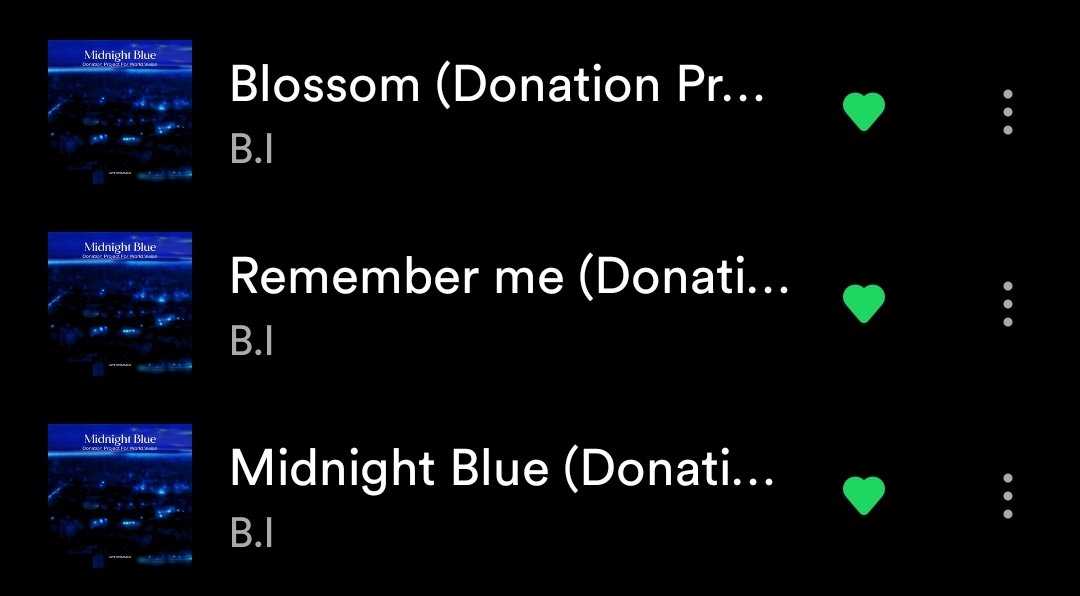 Midnight Blue
Donation Project For World Vision
Blossom (Donation Pr...
B.I
Midnight Blue
Donation Project For World Vision
Remember me (Donati...
B.I
Midnight Blue
Donation Project For World Vision
Midnight Blue (Donati...
B.I